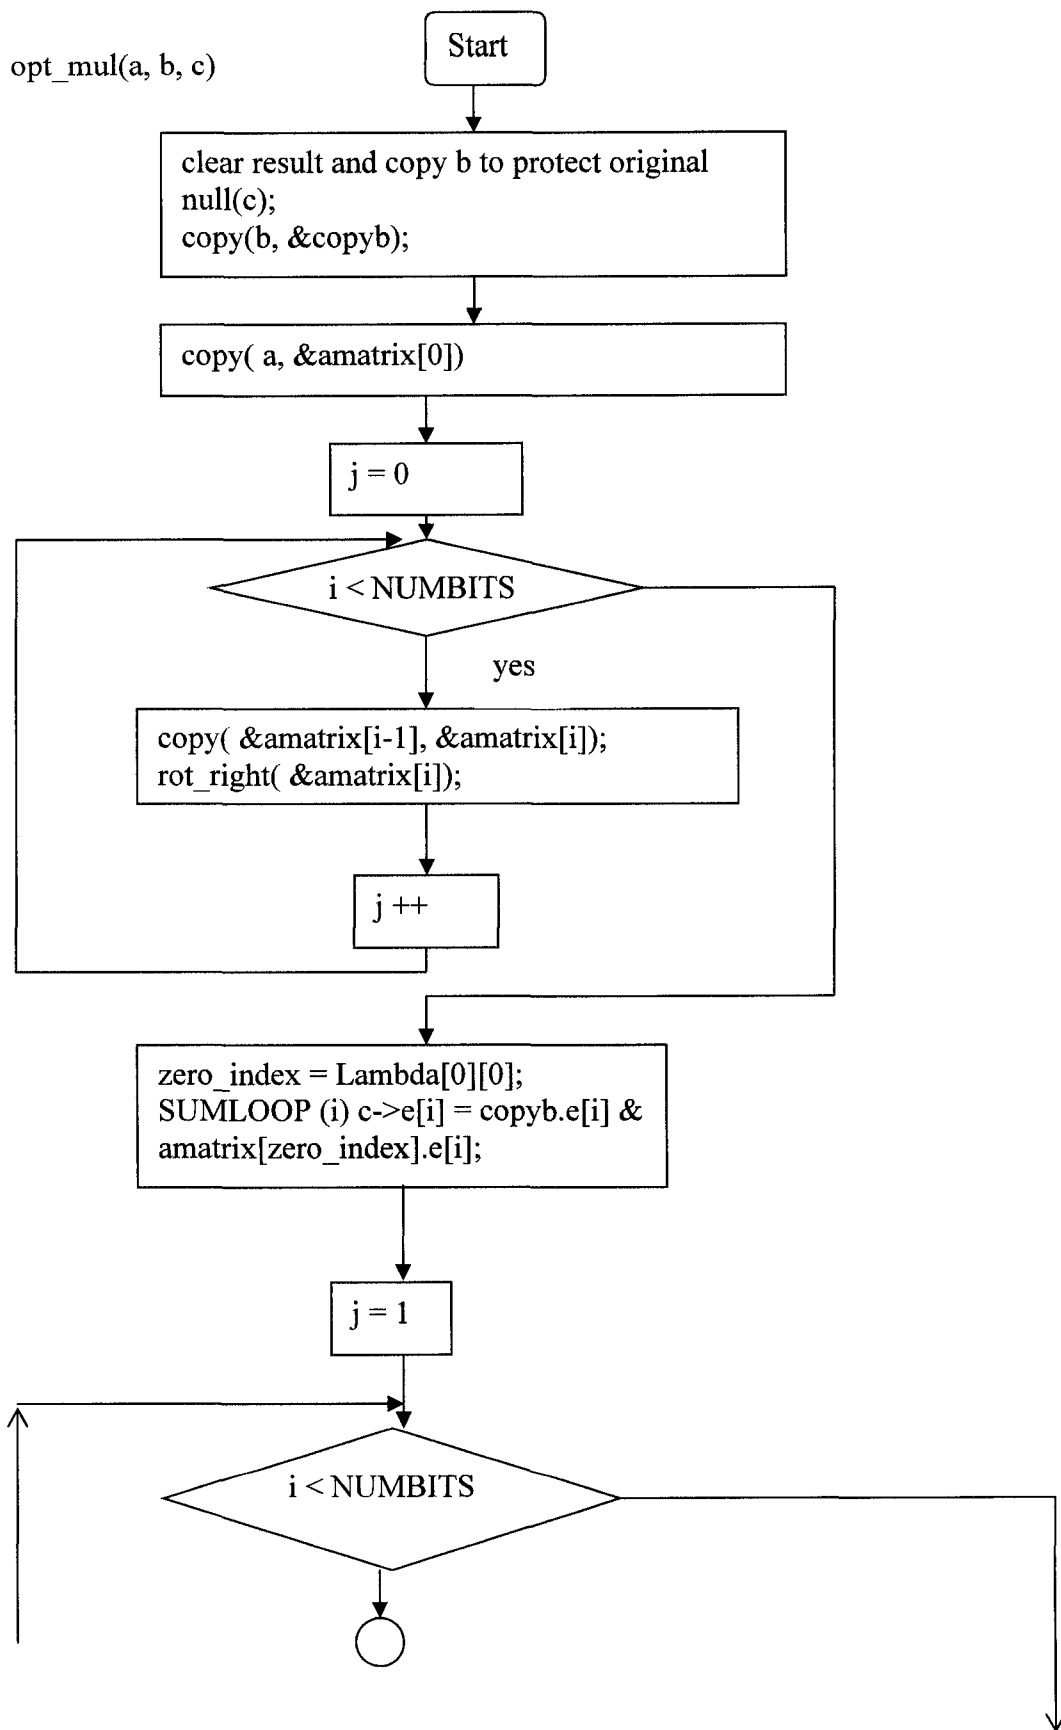 Start
opt_mul(a, b, c)
clear result and copy b to protect original
null(c);
copy(b, &copyb);
copy( a, &amatrix[0])
j = 0
i < NUMBITS
yes
copy( &amatrix[i-1], &amatrix[i]);
rot_right( &amatrix[i]);
j ++
zero_index = Lambda[0][0];
SUMLOOP (i) c->e[i] = copyb.e[i] &
amatrix[zero_index].e[i];
j = 1
i < NUMBITS